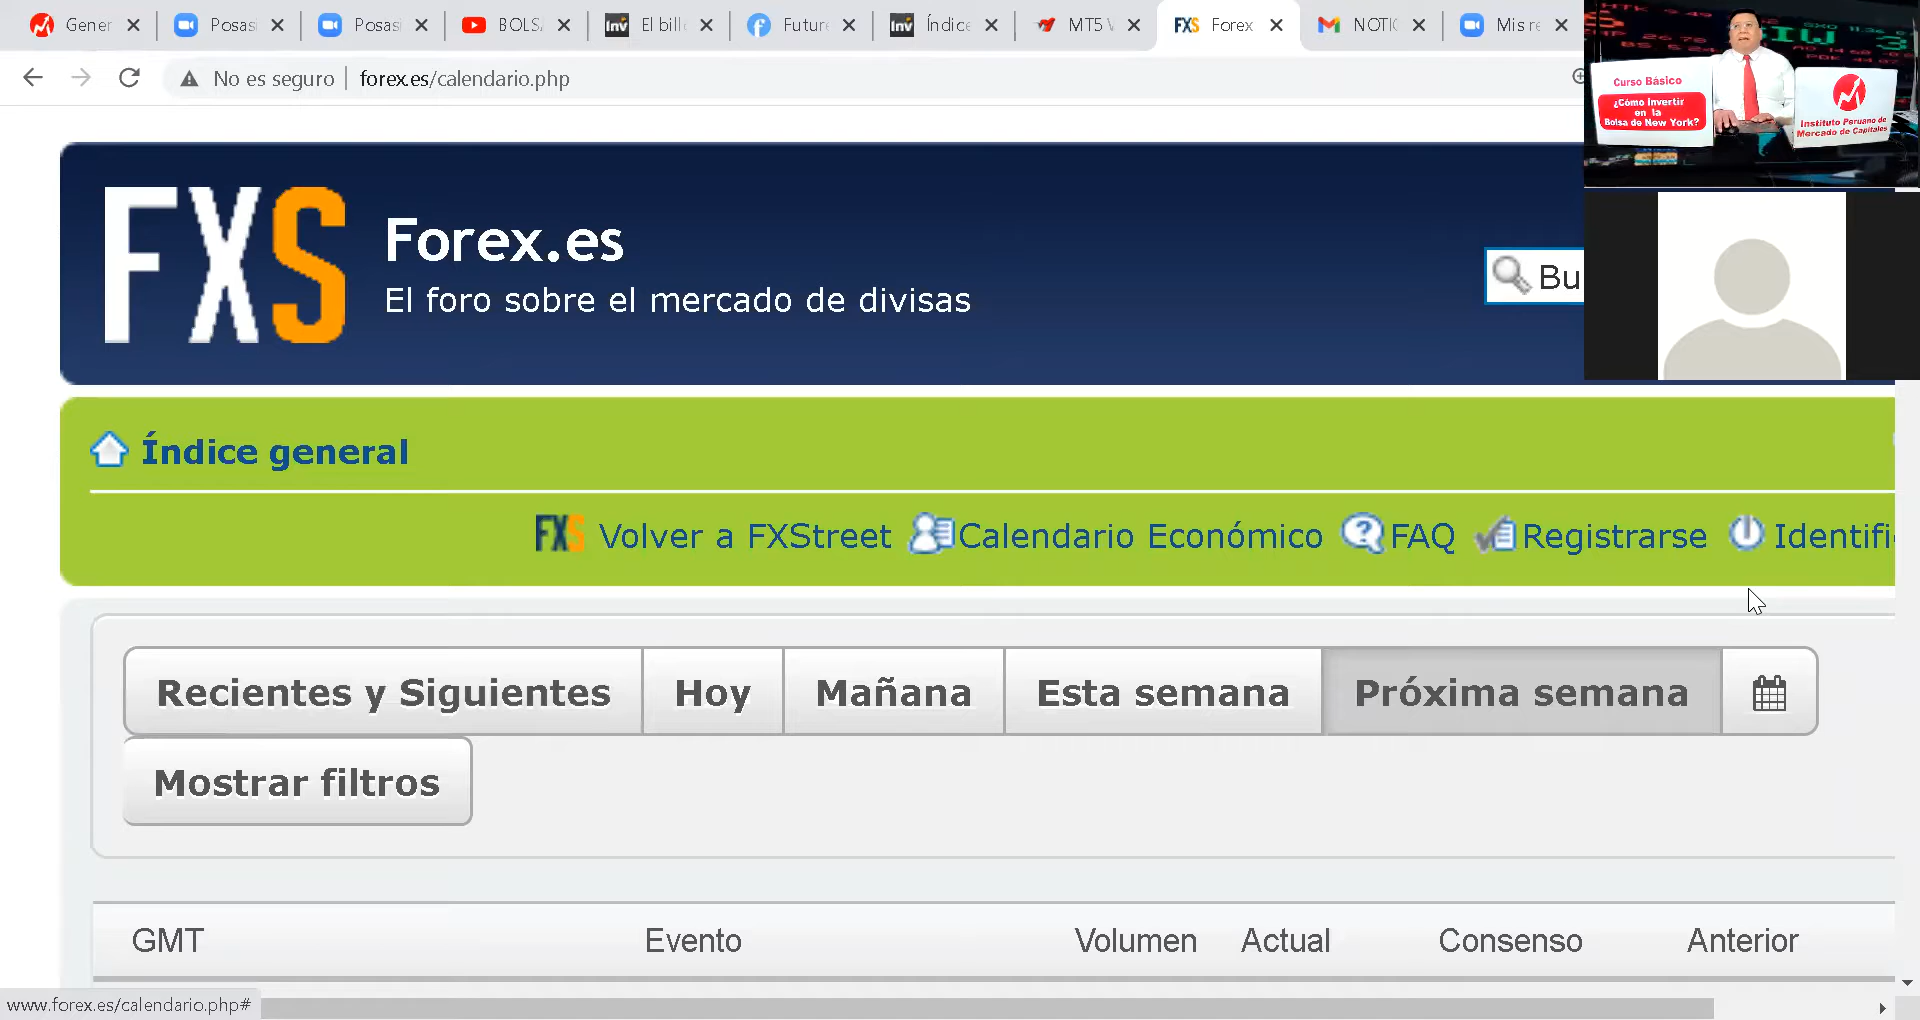 Gener
Posas
Posas
BOLS
El bill
Future
Índice
MT5 V
Forex
NOTIC
Mis re
No es seguro
forex.es/calendario.php
Curso Básico
¿Cómo Invertir
en la
Bolsa de New York?
Instituto Peruano de
Mercado de Capitales
FXS
Forex.es
El foro sobre el mercado de divisas
Bu
Índice general
FXS Volver a FXStreet Calendario Económico FAQ Registrarse Identifi
Recientes y Siguientes Hoy Mañana Esta semana Próxima semana
Mostrar filtros
GMT Evento Volumen Actual Consenso Anterior
www.forex.es/calendario.php#